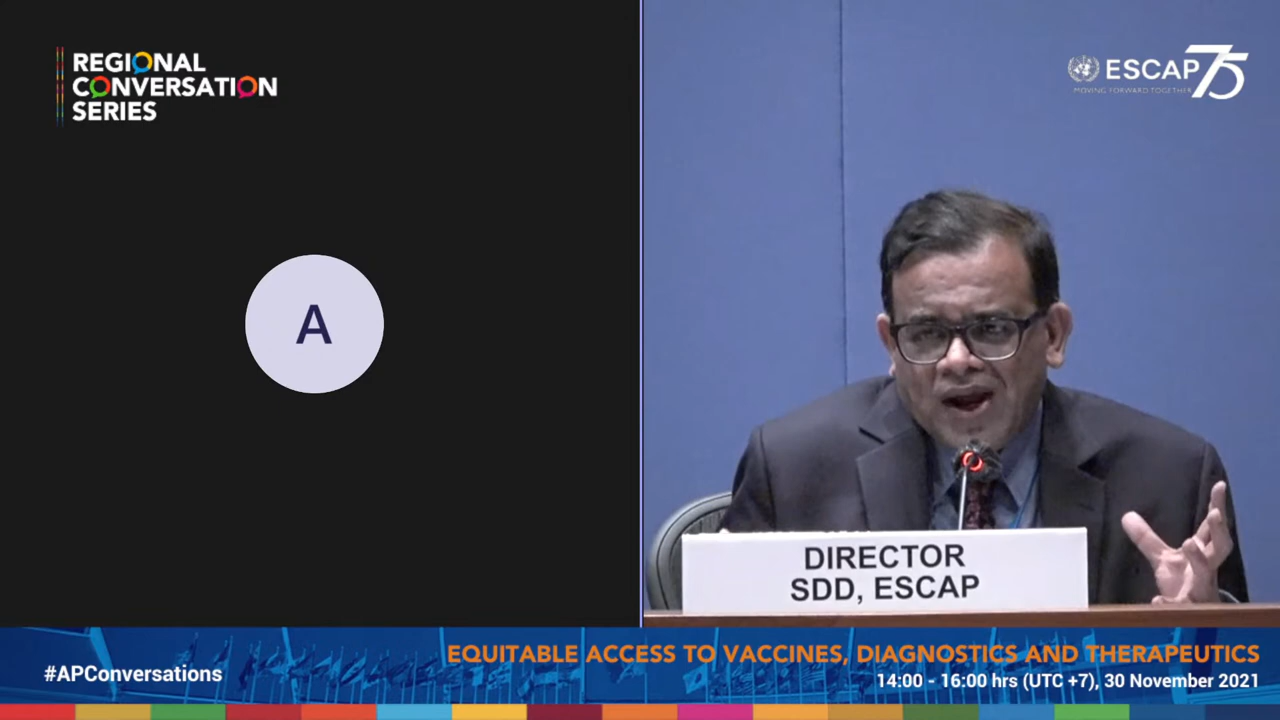 REGIONAL
CONVERSATION
SERIES
ESCAP 75
MOVING FORWARD TOGETHER
A
DIRECTOR
SDD, ESCAP
EQUITABLE ACCESS TO VACCINES, DIAGNOSTICS AND THERAPEUTICS
#APConversations
14:00 - 16:00 hrs (UTC +7), 30 November 2021